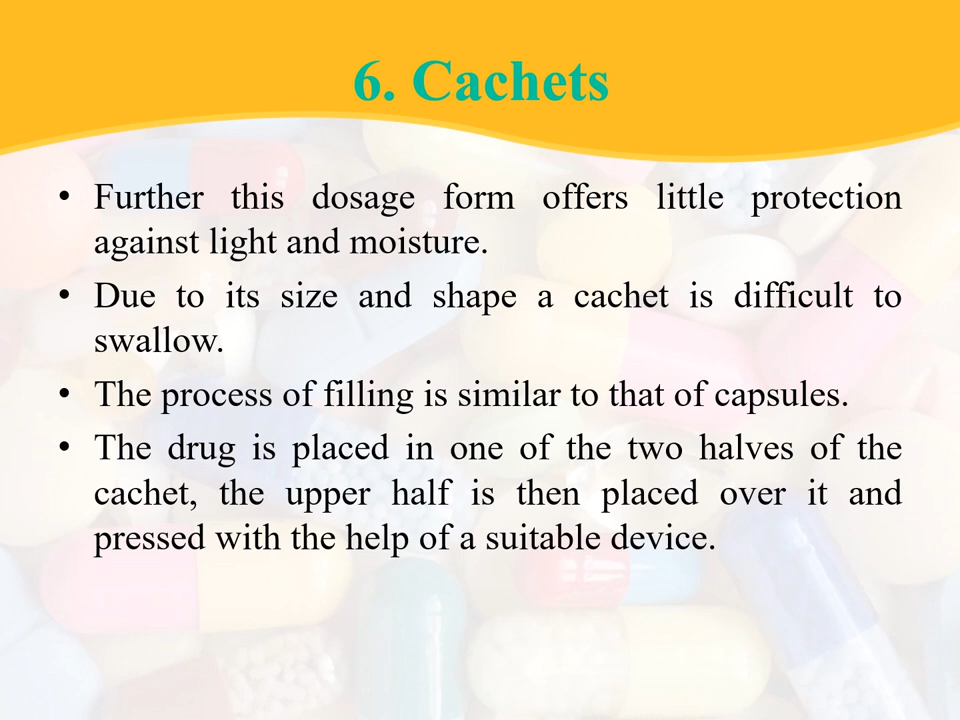 6. Cachets
• Further this dosage form offers little protection
against light and moisture.
• Due to its size and shape a cachet is difficult to
swallow.
• The process of filling is similar to that of capsules.
• The drug is placed in one of the two halves of the
cachet, the upper half is then placed over it and
pressed with the help of a suitable device.